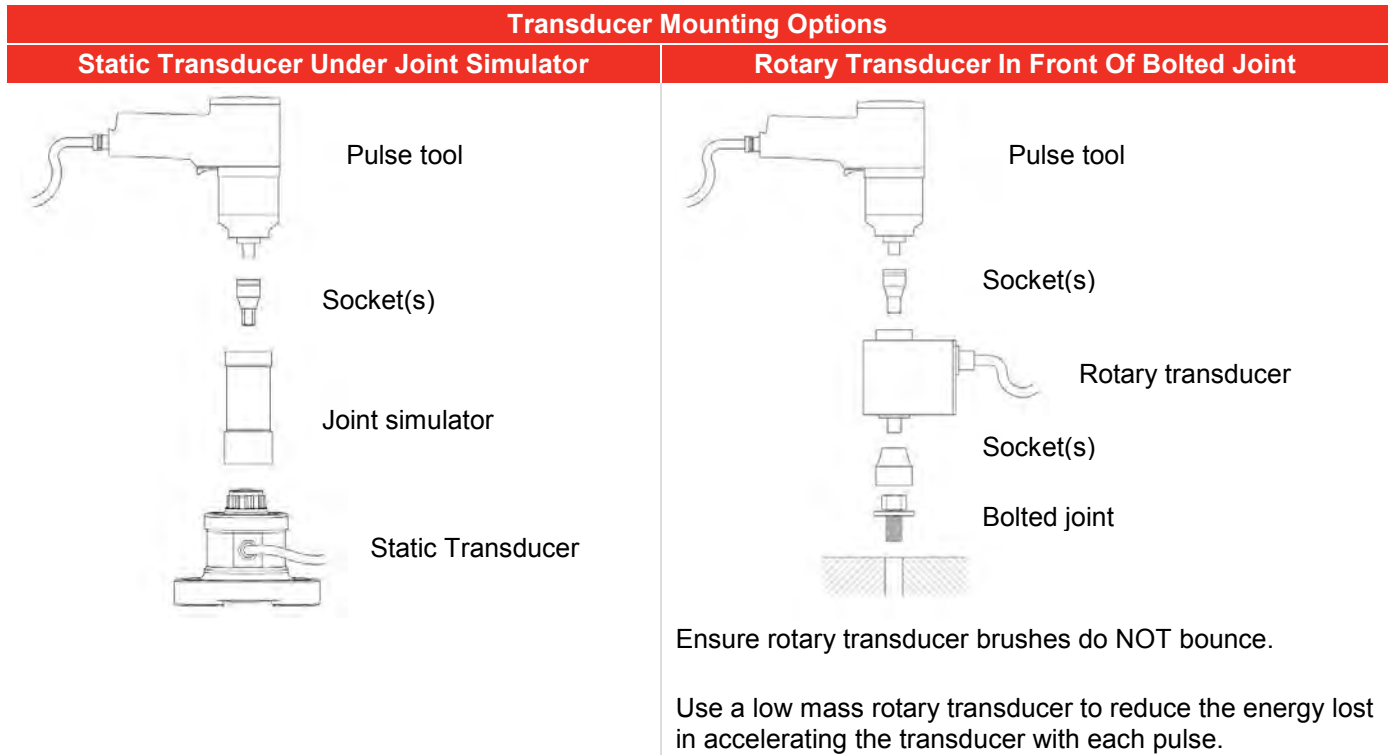 Transducer Mounting Options
Static Transducer Under Joint Simulator
Rotary Transducer In Front Of Bolted Joint
Pulse tool
Socket(s)
Joint simulator
Static Transducer
Pulse tool
Socket(s)
Rotary transducer
Socket(s)
Bolted joint
Ensure rotary transducer brushes do NOT bounce.
Use a low mass rotary transducer to reduce the energy lost
in accelerating the transducer with each pulse.